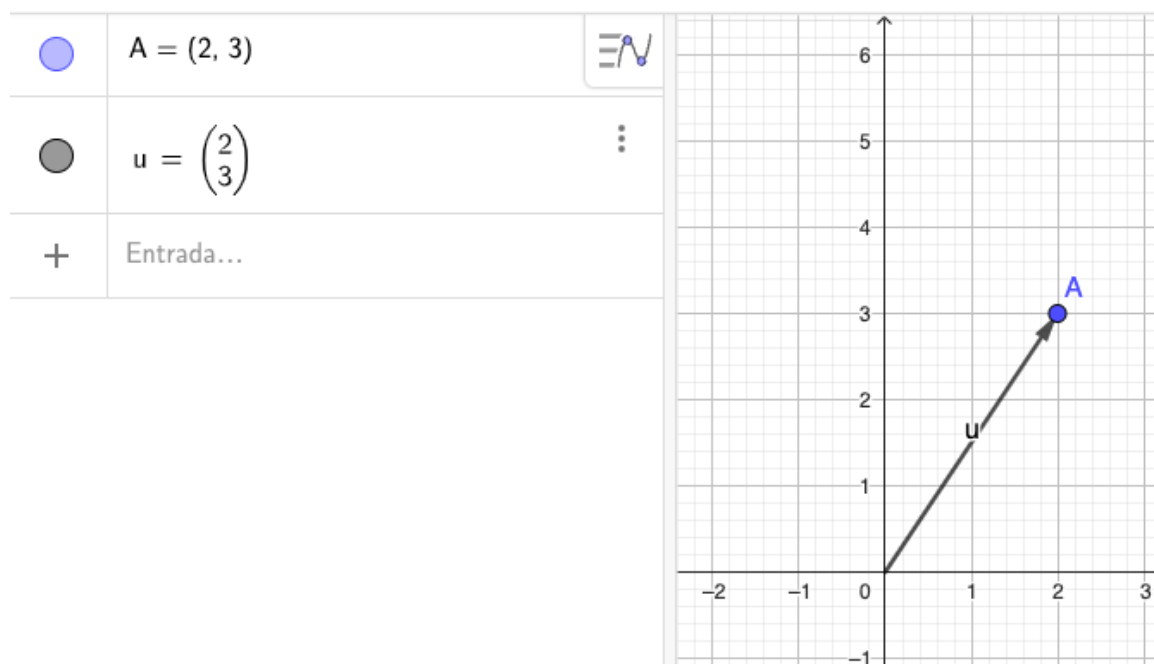 A = (2, 3)
u = (2
3)
Entrada...
6
5
4
A
3
2
u
1
–2 –1 0 1 2 3
–1